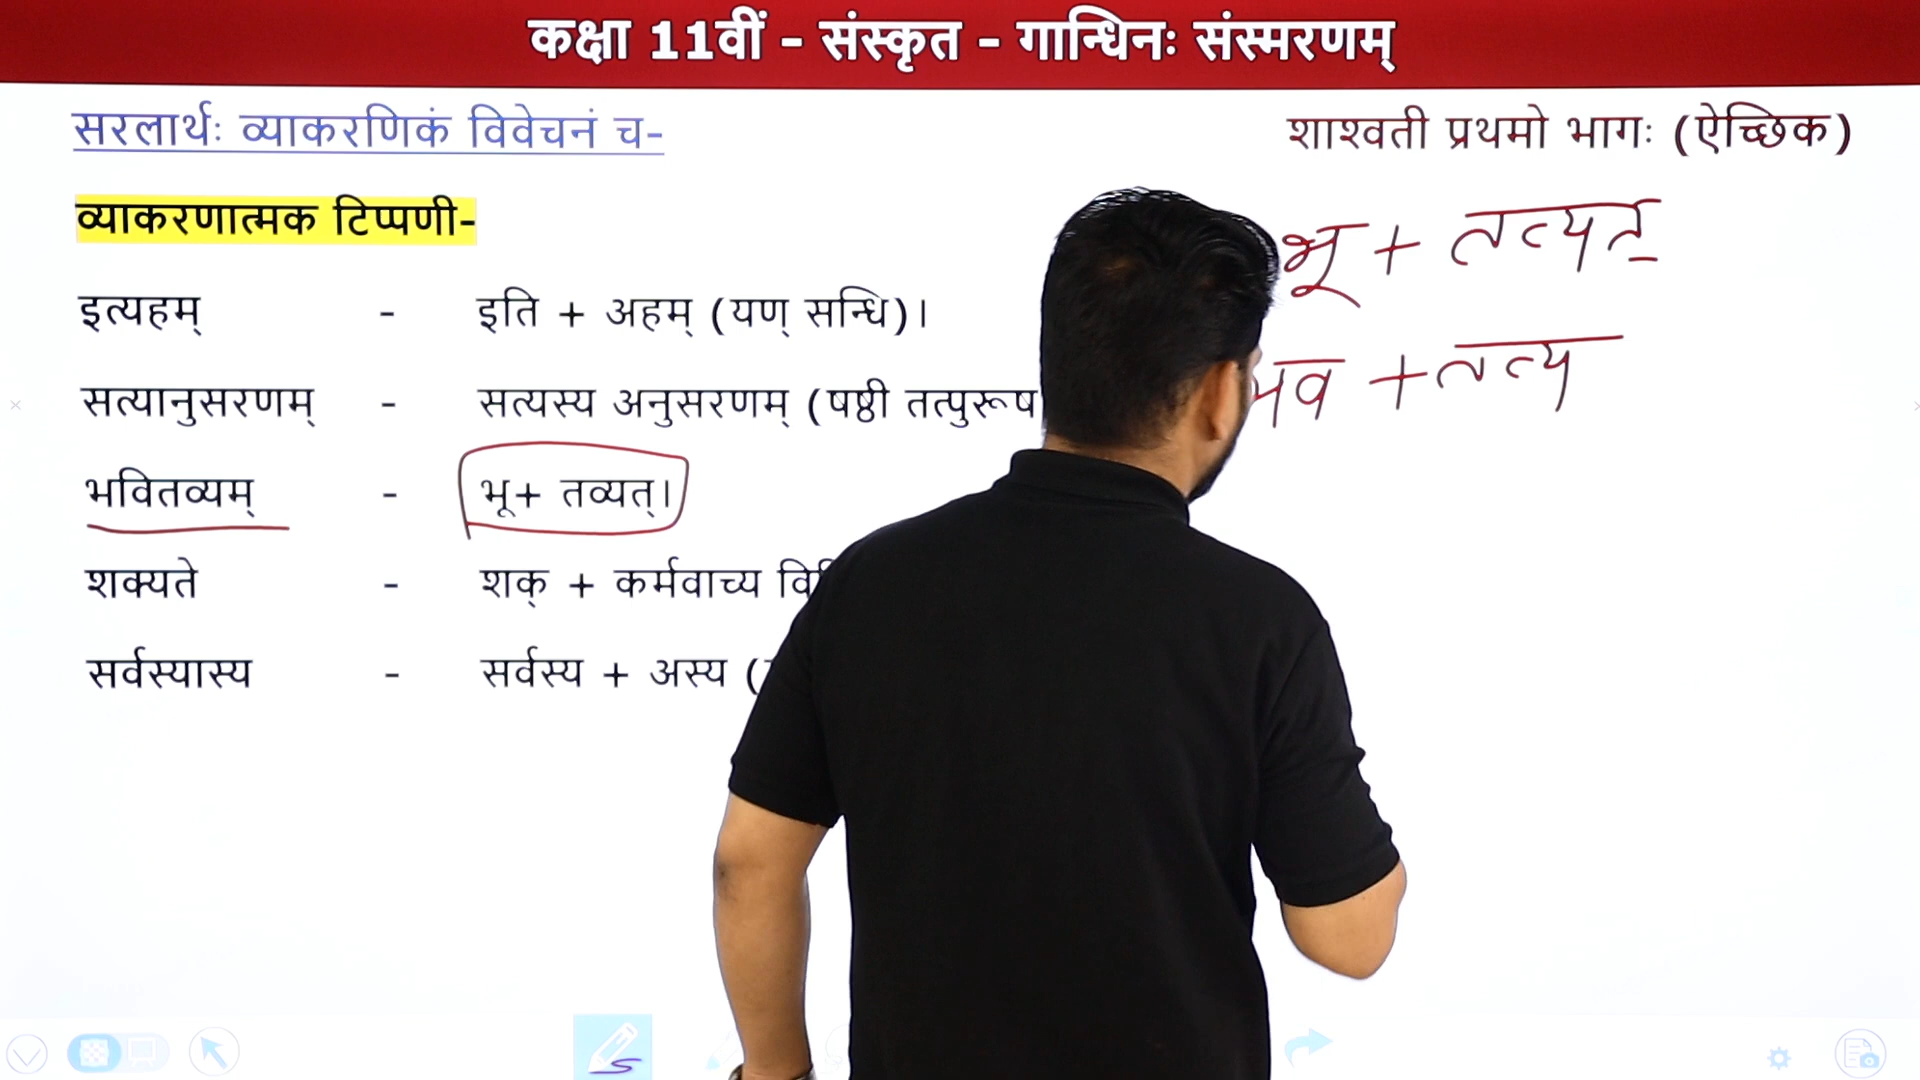 कक्षा 11वीं - संस्कृत - गान्धिनः संस्मरणम्
सरलार्थः व्याकरणिकं विवेचनं च-
शाश्वती प्रथमो भागः (ऐच्छिक)
व्याकरणात्मक टिप्पणी-
भू + तव्यत्
इत्यहम् - इति + अहम् (यण् सन्धि)।
भव + तव्य
सत्यानुसरणम् - सत्यस्य अनुसरणम् (षष्ठी तत्पुरूष
भवितव्यम् - भू+ तव्यत्।
शक्यते - शक् + कर्मवाच्य
सर्वस्यास्य - सर्वस्य + अस्य (